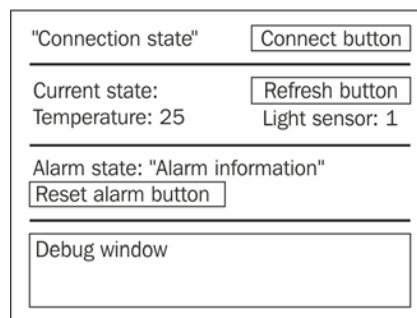 "Connection state" Connect button
Current state: Refresh button
Temperature: 25 Light sensor: 1
Alarm state: "Alarm information"
Reset alarm button
Debug window